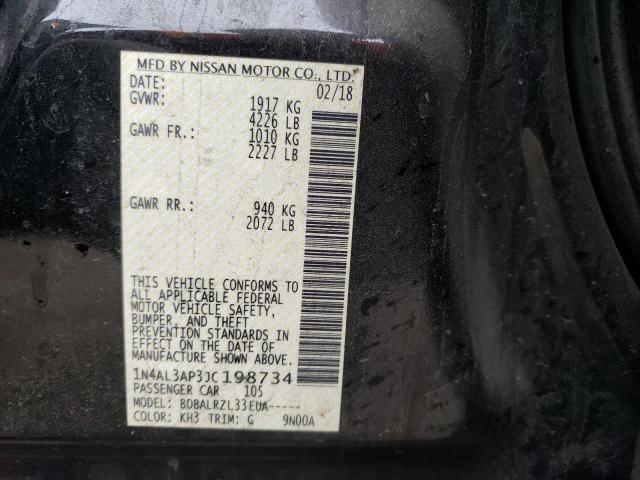 MFD BY NISSAN MOTOR CO., LTD.
DATE: 02/18
GVWR: 1917 KG
4226 LB
GAWR FR.: 1010 KG
2227 LB
GAWR RR.: 940 KG
2072 LB
THIS VEHICLE CONFORMS TO
ALL APPLICABLE FEDERAL
MOTOR VEHICLE SAFETY,
BUMPER, AND THEFT
PREVENTION STANDARDS IN
EFFECT ON THE DATE OF
MANUFACTURE SHOWN ABOVE.
1N4AL3AP3JC198734
PASSENGER CAR 105
MODEL: BDBALRZL33EUA-----
COLOR: KH3 TRIM: G 9N00A